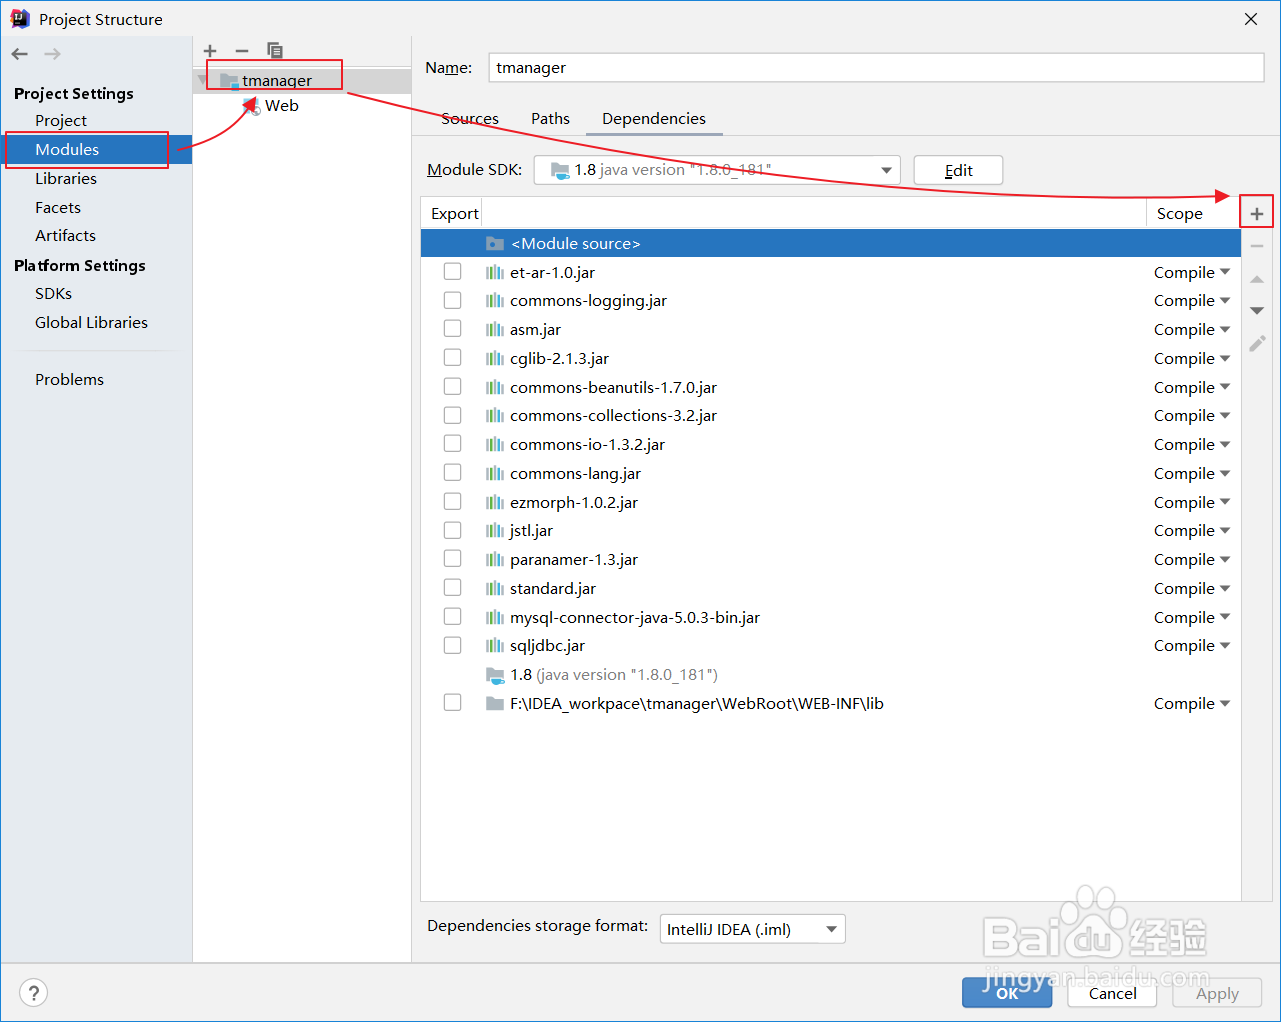 Project Structure
Project Settings
Project
Modules
Libraries
Facets
Artifacts
Platform Settings
SDKs
Global Libraries
Problems
tmanager
Web
Name:
tmanager
Sources
Paths
Dependencies
Module SDK:
1.8 java version "1.8.0_181"
Edit
Export
Scope
<Module source>
et-ar-1.0.jar Compile
commons-logging.jar Compile
asm.jar Compile
cglib-2.1.3.jar Compile
commons-beanutils-1.7.0.jar Compile
commons-collections-3.2.jar Compile
commons-io-1.3.2.jar Compile
commons-lang.jar Compile
ezmorph-1.0.2.jar Compile
jstl.jar Compile
paranamer-1.3.jar Compile
standard.jar Compile
mysql-connector-java-5.0.3-bin.jar Compile
sqljdbc.jar Compile
1.8 (java version "1.8.0_181")
F:\IDEA_workpace\tmanager\WebRoot\WEB-INF\lib Compile
Dependencies storage format:
IntelliJ IDEA (.iml)
Baidu经验
jingyan.baidu.com
?
OK
Cancel
Apply